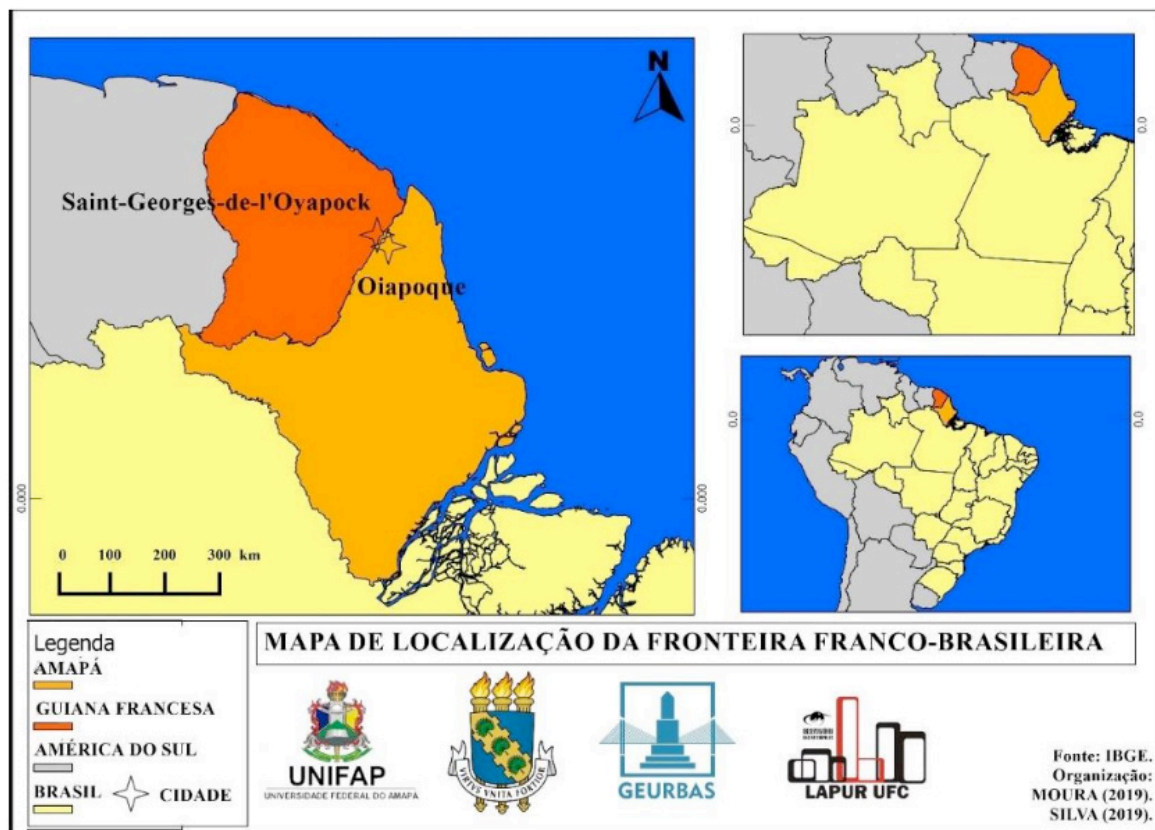 N
Saint-Georges-de-l'Oyapock
Oiapoque
0.000
0.000
0 100 200 300 km
0.0
0.0
0.0
0.0
Legenda
AMAPÁ
GUIANA FRANCESA
AMÉRICA DO SUL
BRASIL
CIDADE
MAPA DE LOCALIZAÇÃO DA FRONTEIRA FRANCO-BRASILEIRA
UNIFAP
UNIVERSIDADE FEDERAL DO AMAPÁ
VIRTVS VNITA FORTIOR
GEURBAS
LAPUR UFC
Fonte: IBGE.
Organização:
MOURA (2019).
SILVA (2019).